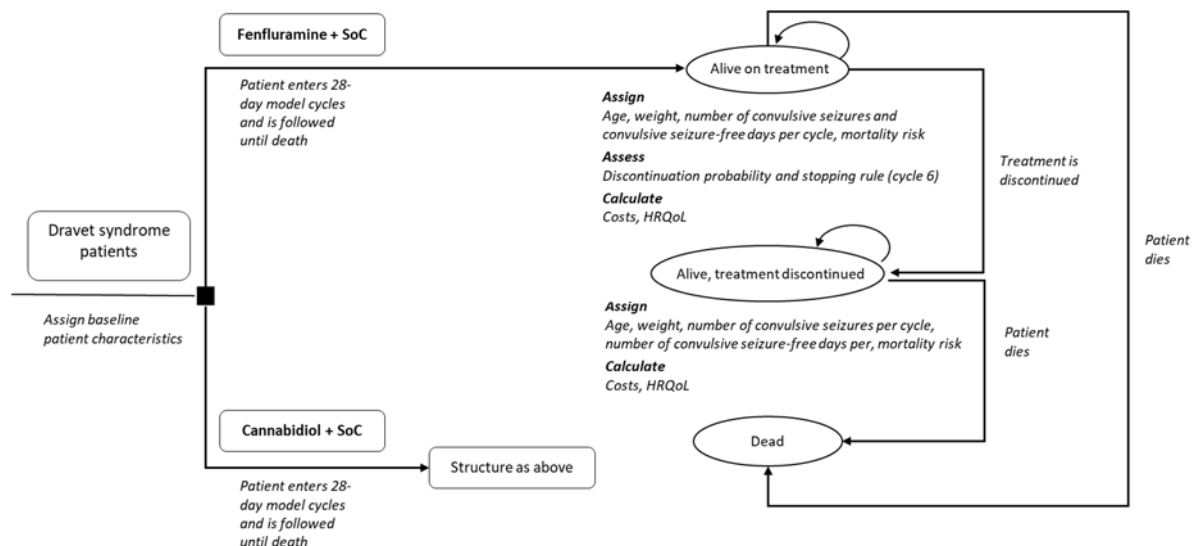 Fenfluramine + SoC
Patient enters 28-
day model cycles
and is followed
until death
Alive on treatment
Assign
Age, weight, number of convulsive seizures and
convulsive seizure-free days per cycle, mortality risk
Assess
Discontinuation probability and stopping rule (cycle 6)
Calculate
Costs, HRQoL
Treatment is
discontinued
Patient
dies
Dravet syndrome
patients
Assign baseline
patient characteristics
Alive, treatment discontinued
Assign
Age, weight, number of convulsive seizures per cycle,
number of convulsive seizure-free days per, mortality risk
Calculate
Costs, HRQoL
Patient
dies
Cannabidiol + SoC
Patient enters 28-
day model cycles
and is followed
until death
Structure as above
Dead